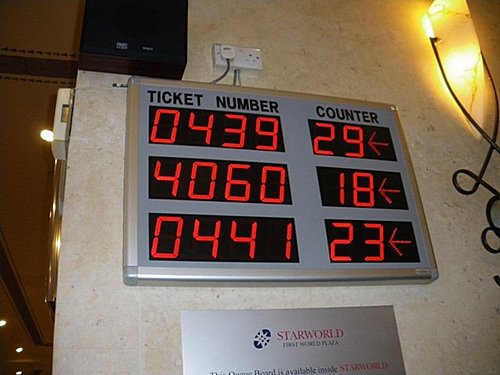 TICKET NUMBER COUNTER
0439 29 ←
4060 18 ←
0441 23 ←
STARWORLD
FIRST WORLD PLAZA
This Queue Board is available inside STARWORLD